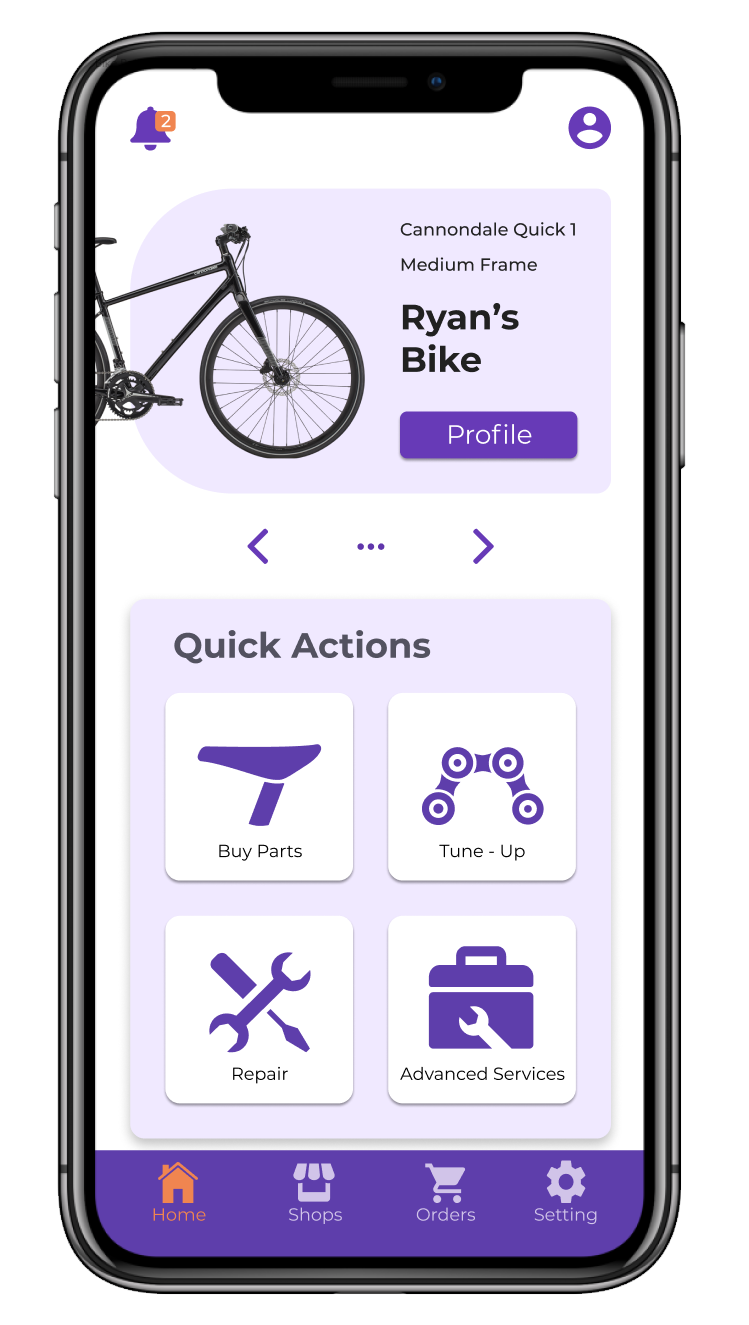 2
Cannondale Quick 1
Medium Frame
Ryan’s
Bike
Profile
Quick Actions
Buy Parts
Tune - Up
Repair
Advanced Services
Home
Shops
Orders
Setting